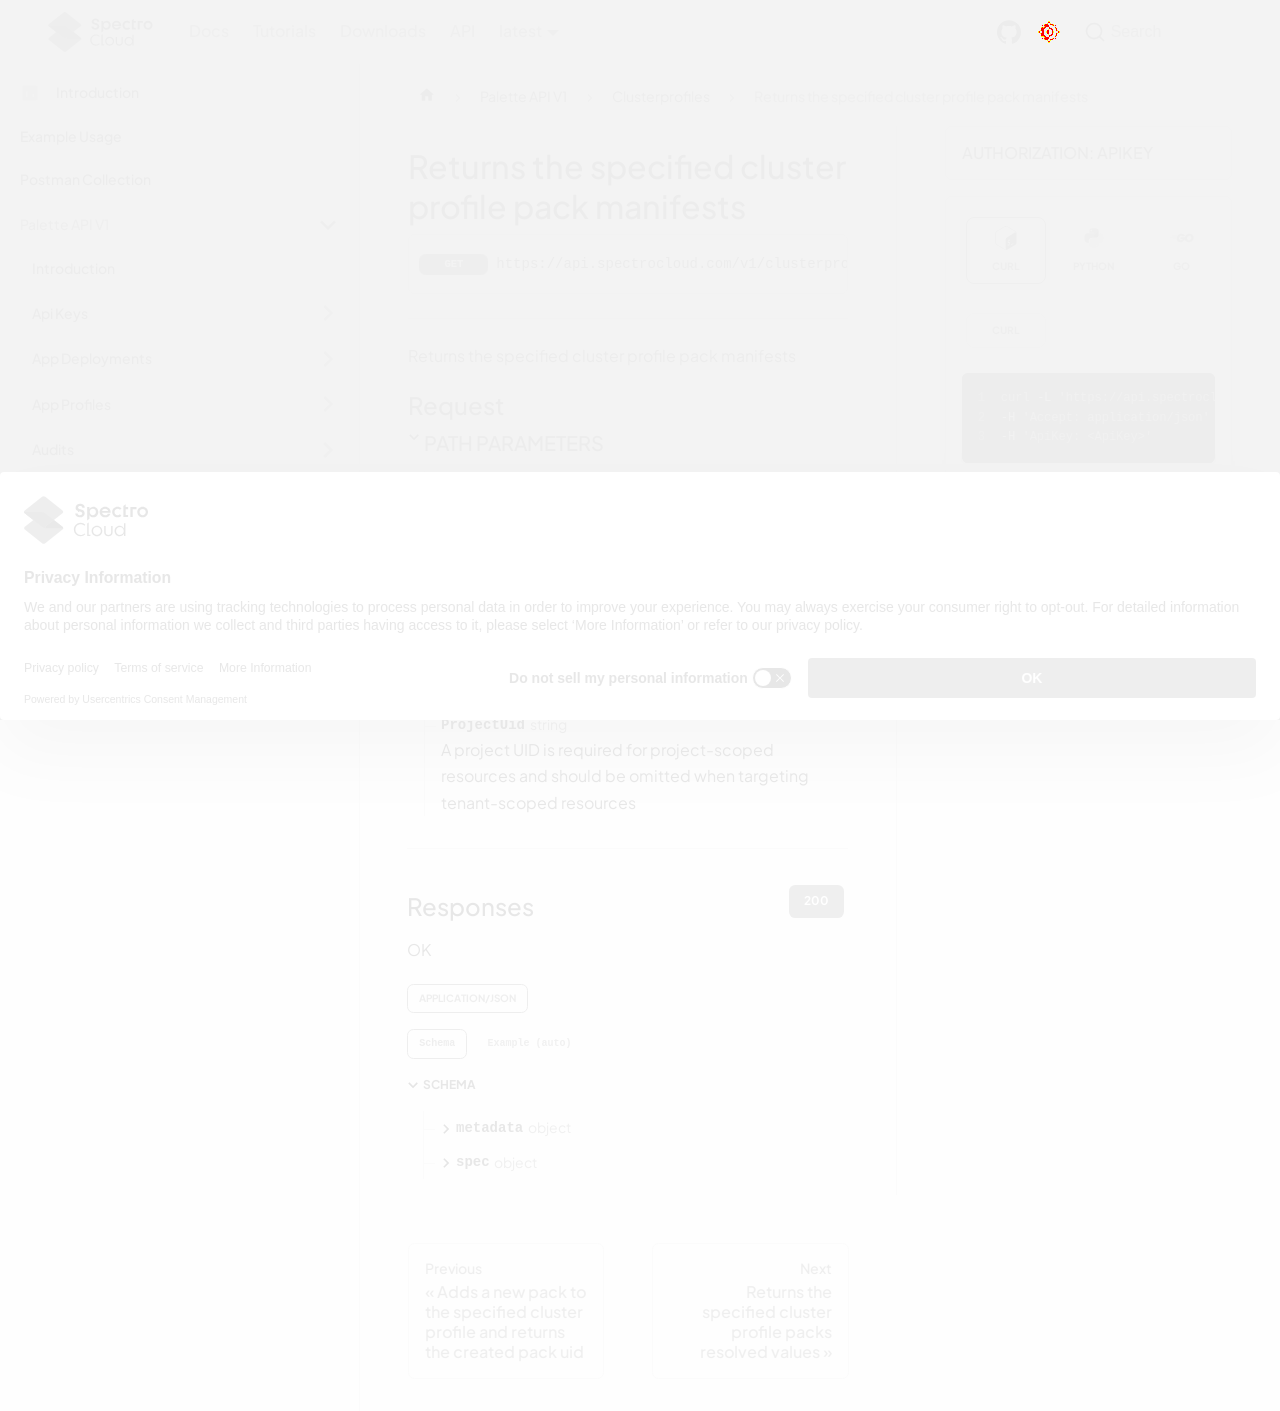 Spectro
Cloud
Docs Tutorials Downloads API latest
Search
Introduction
Palette API V1
Clusterprofiles
Returns the specified cluster profile pack manifests
Example Usage
Postman Collection
Palette API V1
Introduction
Api Keys
App Deployments
App Profiles
Audits
Returns the specified cluster
profile pack manifests
GET https://api.spectrocloud.com/v1/clusterpro
Returns the specified cluster profile pack manifests
Request
PATH PARAMETERS
AUTHORIZATION: APIKEY
CURL PYTHON GO
GO
CURL
Spectro
Cloud
Privacy Information
We and our partners are using tracking technologies to process personal data in order to improve your experience. You may always exercise your consumer right to opt-out. For detailed information
about personal information we collect and third parties having access to it, please select 'More Information' or refer to our privacy policy.
Privacy policy Terms of service More Information
Powered by Usercentrics Consent Management
Do not sell my personal information
OK
ProjectUid string
A project UID is required for project-scoped
resources and should be omitted when targeting
tenant-scoped resources
Responses
200
OK
APPLICATION/JSON
Schema Example (auto)
SCHEMA
metadata object
spec object
Previous
« Adds a new pack to
the specified cluster
profile and returns
the created pack uid
Next
Returns the
specified cluster
profile packs
resolved values »